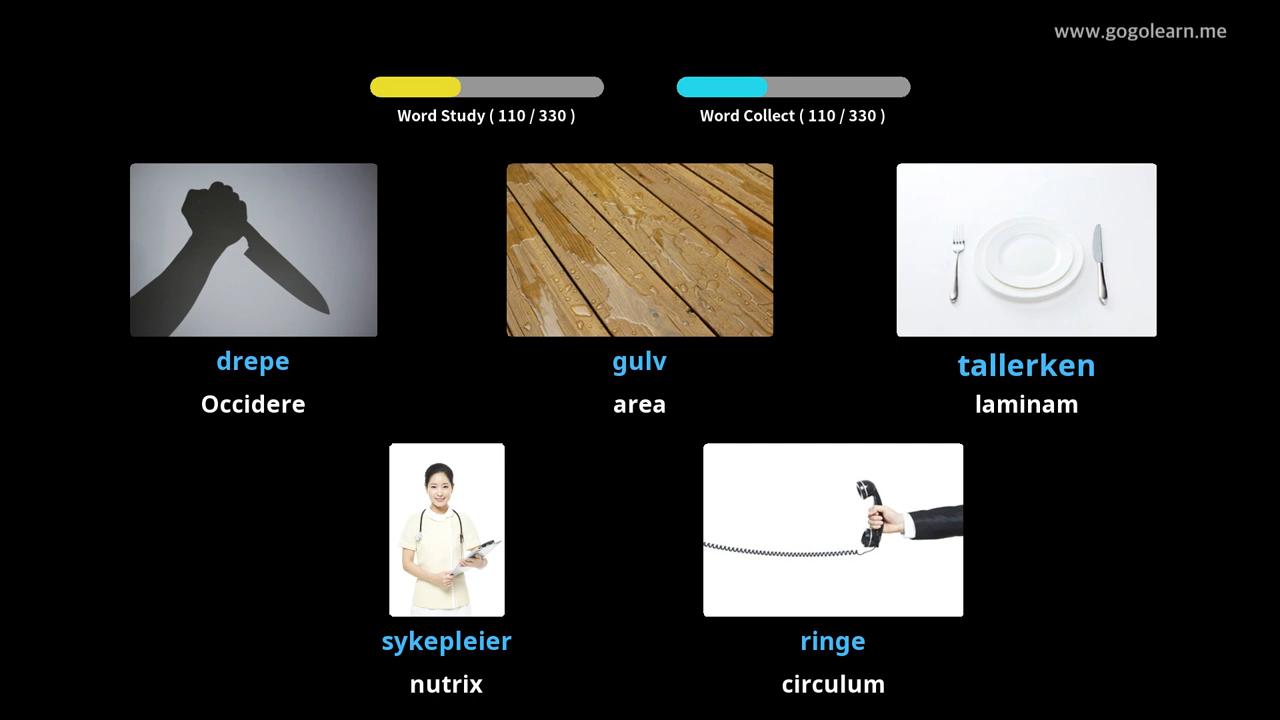 www.gogolearn.me
Word Study ( 110 / 330 )
Word Collect ( 110 / 330 )
drepe
Occidere
gulv
area
tallerken
laminam
sykepleier
nutrix
ringe
circulum